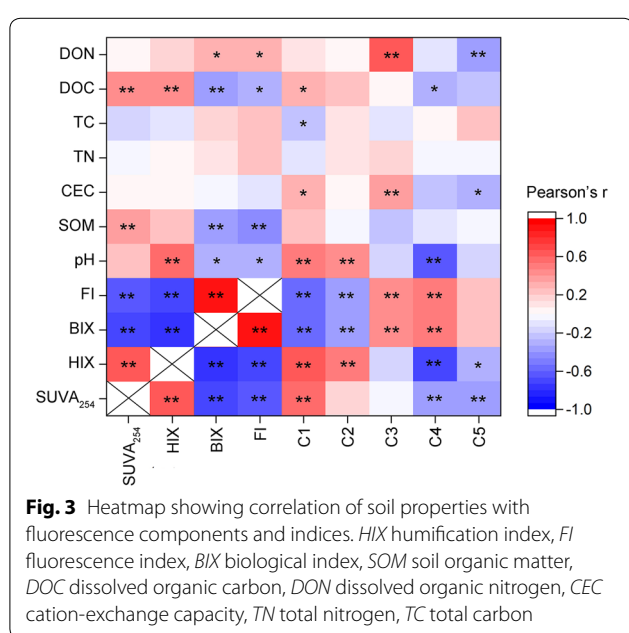 DON * * ** **
DOC ** ** ** * * *
TC *
TN
CEC * ** *
SOM ** ** **
pH ** * * ** ** **
FI ** ** ** ** ** ** **
BIX ** ** ** ** ** ** **
HIX ** ** ** ** ** ** *
SUVA254 ** ** ** ** ** **
SUVA254 HIX BIX FI C1 C2 C3 C4 C5
Pearson's r
1.0
0.6
0.2
-0.2
-0.6
-1.0
Fig. 3 Heatmap showing correlation of soil properties with
fluorescence components and indices. HIX humification index, FI
fluorescence index, BIX biological index, SOM soil organic matter,
DOC dissolved organic carbon, DON dissolved organic nitrogen, CEC
cation-exchange capacity, TN total nitrogen, TC total carbon